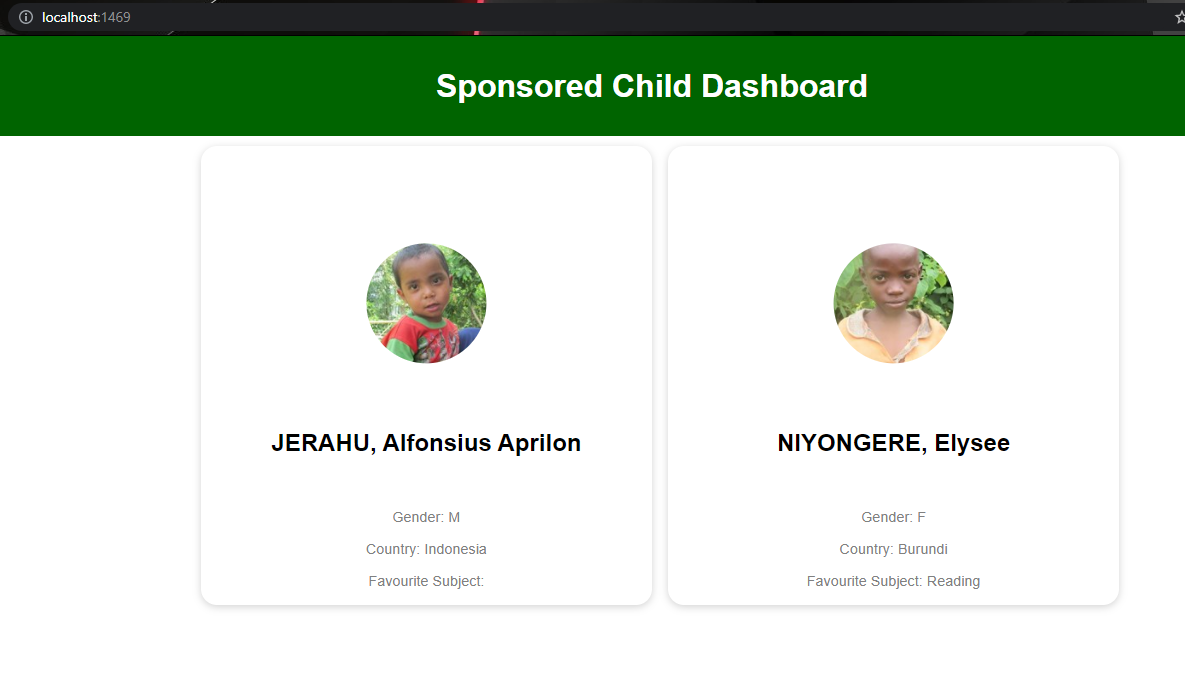 localhost:1469
Sponsored Child Dashboard
JERAHU, Alfonsius Aprilon
Gender: M
Country: Indonesia
Favourite Subject:
NIYONGERE, Elysee
Gender: F
Country: Burundi
Favourite Subject: Reading